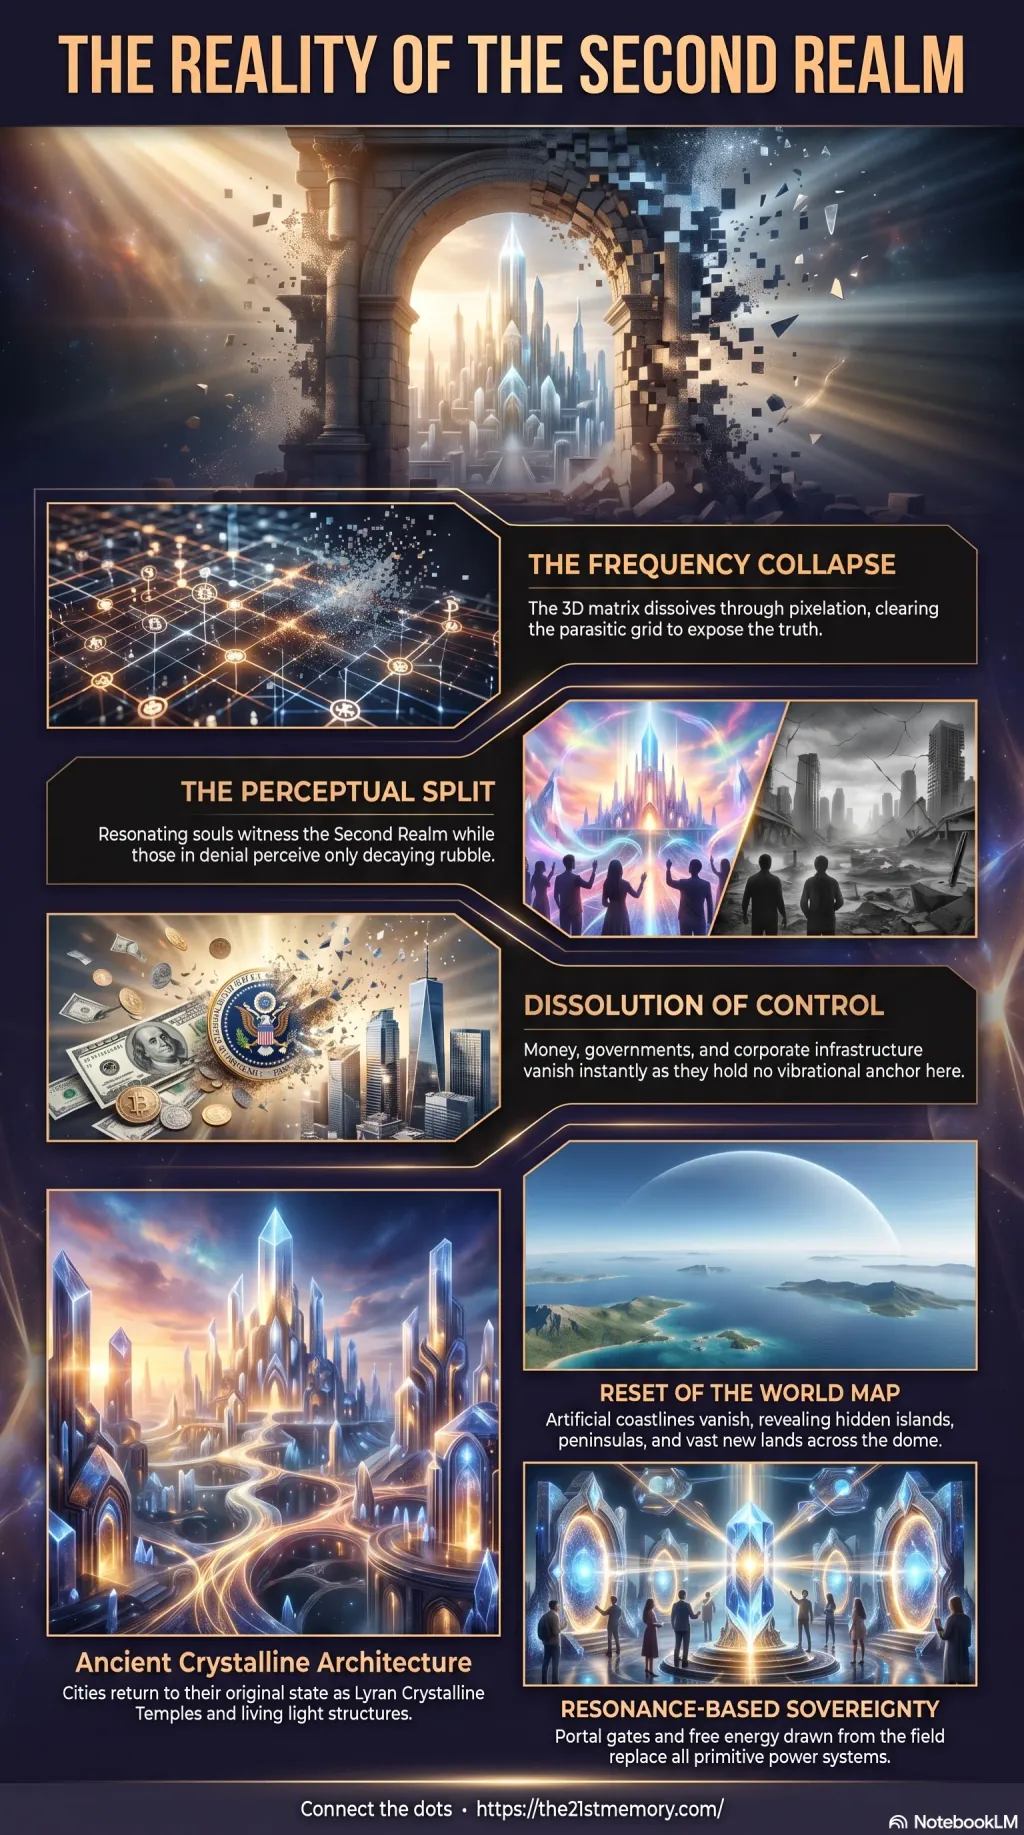 THE REALITY OF THE SECOND REALM
THE FREQUENCY COLLAPSE
The 3D matrix dissolves through pixelation, clearing
the parasitic grid to expose the truth.
THE PERCEPTUAL SPLIT
Resonating souls witness the Second Realm while
those in denial perceive only decaying rubble.
DISSOLUTION OF CONTROL
Money, governments, and corporate infrastructure
vanish instantly as they hold no vibrational anchor here.
RESET OF THE WORLD MAP
Artificial coastlines vanish, revealing hidden islands,
peninsulas, and vast new lands across the dome.
Ancient Crystalline Architecture
Cities return to their original state as Lyran Crystalline
Temples and living light structures.
RESONANCE-BASED SOVEREIGNTY
Portal gates and free energy drawn from the field
replace all primitive power systems.
Connect the dots • https://the21stmemory.com/
NotebookLM